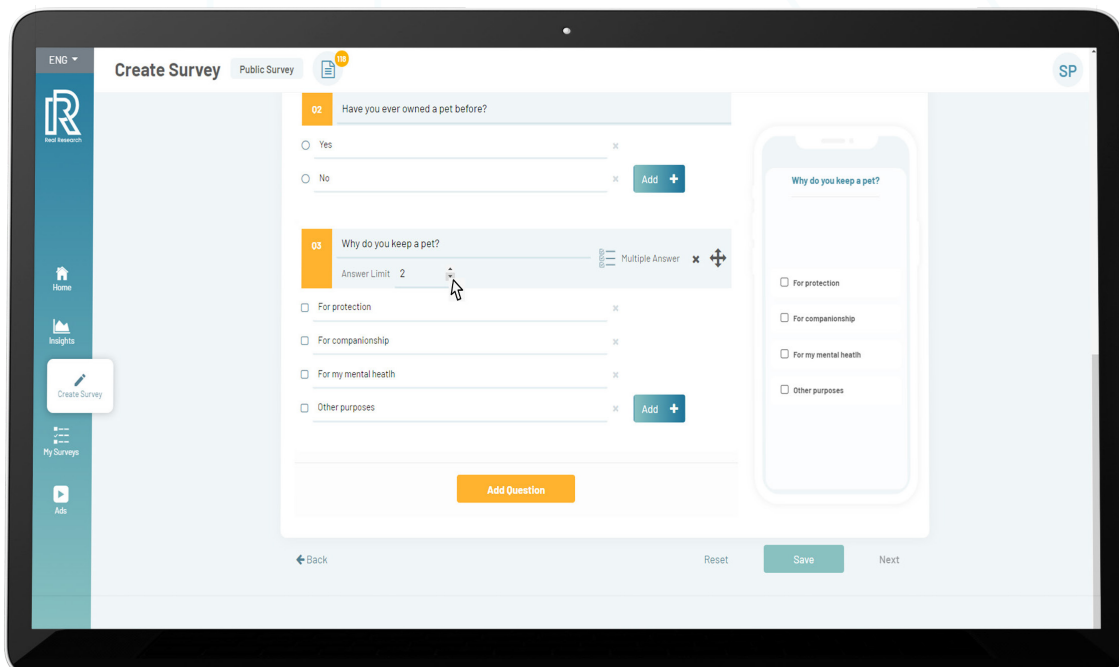 ENG
Create Survey
Public Survey
118
SP
R
Real Research
Home
Insights
Create Survey
My Surveys
Ads
Q2
Have you ever owned a pet before?
Yes
x
No
x
Add +
Q3
Why do you keep a pet?
Multiple Answer
x
Answer Limit 2
For protection
x
For companionship
x
For my mental heatlh
x
Other purposes
x
Add +
Add Question
Back
Reset
Save
Next
Why do you keep a pet?
For protection
For companionship
For my mental heatlh
Other purposes